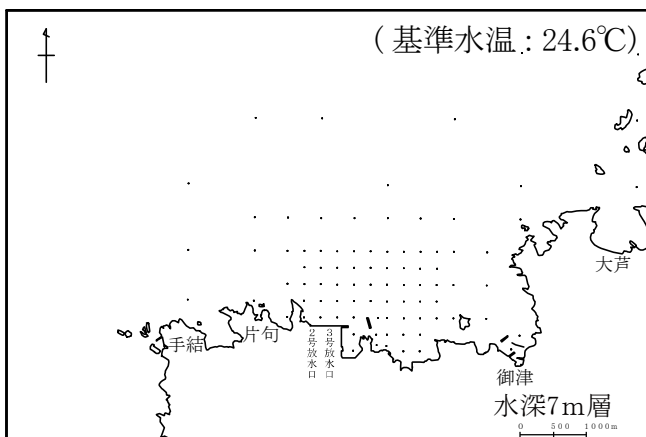 (基準水温：24.6℃)
大芦
手結
片句
2号放水口
3号放水口
御津
水深7m層
0 500 1000m